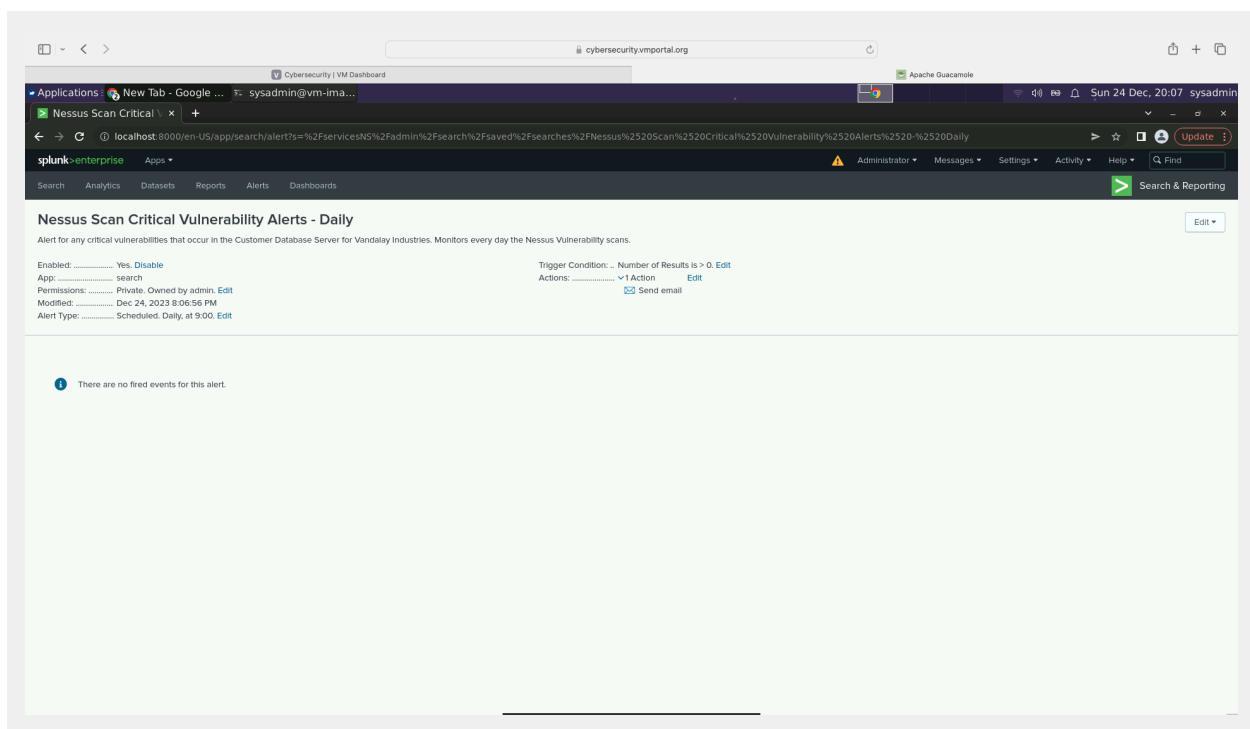 cybersecurity.vmportal.org
V Cybersecurity | VM Dashboard
Apache Guacamole
Applications New Tab - Google ... sysadmin@vm-ima... Sun 24 Dec, 20:07 sysadmin
Nessus Scan Critical V
localhost:8000/en-US/app/search/alert?s=%2FservicesNS%2Fadmin%2Fsearch%2Fsaved%2Fsearches%2FNessus%2520Scan%2520Critical%2520Vulnerability%2520Alerts%2520-%2520Daily Update
splunk>enterprise Apps Administrator Messages Settings Activity Help Find
Search Analytics Datasets Reports Alerts Dashboards Search & Reporting
Nessus Scan Critical Vulnerability Alerts - Daily Edit
Alert for any critical vulnerabilities that occur in the Customer Database Server for Vandalay Industries. Monitors every day the Nessus Vulnerability scans.
Enabled: ................ Yes. Disable
App: ........................ search
Permissions: ........... Private. Owned by admin. Edit
Modified: ................ Dec 24, 2023 8:06:56 PM
Alert Type: .............. Scheduled. Daily, at 9:00. Edit
Trigger Condition: .. Number of Results is > 0. Edit
Actions: ................... 1 Action Edit
Send email
There are no fired events for this alert.